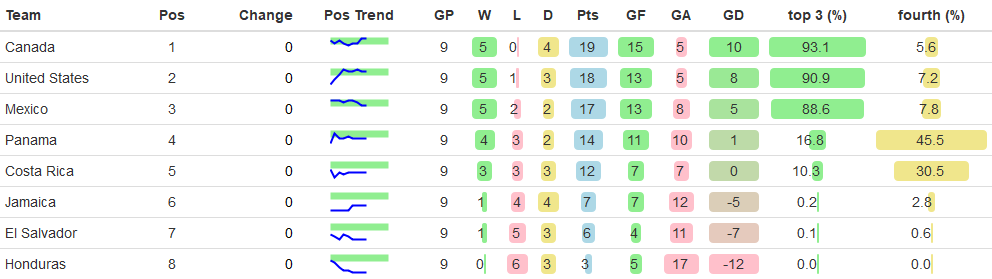 Team Pos Change Pos Trend GP W L D Pts GF GA GD top 3 (%) fourth (%)
Canada 1 0 9 5 0 4 19 15 5 10 93.1 5.6
United States 2 0 9 5 1 3 18 13 5 8 90.9 7.2
Mexico 3 0 9 5 2 2 17 13 8 5 88.6 7.8
Panama 4 0 9 4 3 2 14 11 10 1 16.8 45.5
Costa Rica 5 0 9 3 3 3 12 7 7 0 10.3 30.5
Jamaica 6 0 9 1 4 4 7 7 12 -5 0.2 2.8
El Salvador 7 0 9 1 5 3 6 4 11 -7 0.1 0.6
Honduras 8 0 9 0 6 3 3 5 17 -12 0.0 0.0